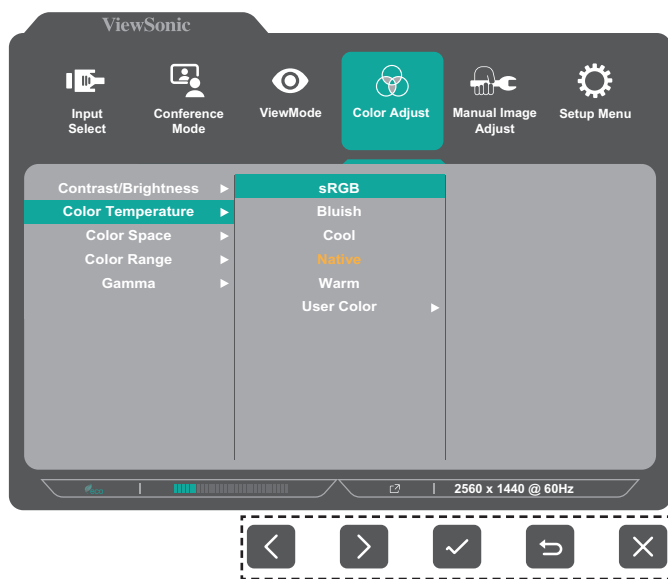 ViewSonic
Input
Select
Conference
Mode
ViewMode
Color Adjust
Manual Image
Adjust
Setup Menu
Contrast/Brightness
Color Temperature
Color Space
Color Range
Gamma
sRGB
Bluish
Cool
Native
Warm
User Color
eco
2560 x 1440 @ 60Hz